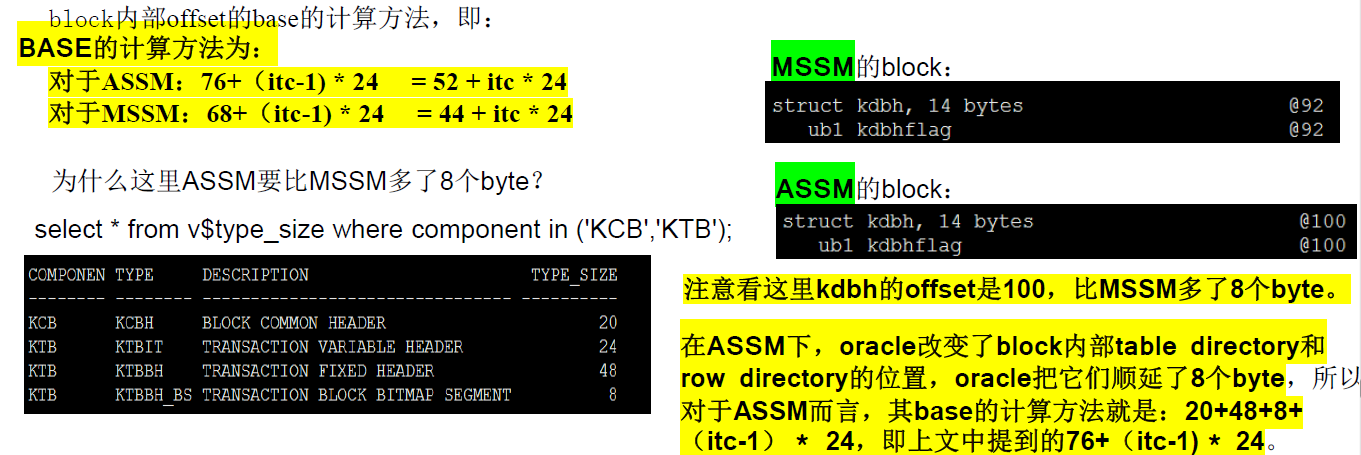 block内部offset的base的计算方法，即：
BASE的计算方法为：
对于ASSM：76+（itc-1) * 24 = 52 + itc * 24
对于MSSM：68+（itc-1) * 24 = 44 + itc * 24
为什么这里ASSM要比MSSM多了8个byte？
select * from v$type_size where component in ('KCB','KTB');
COMPONEN TYPE DESCRIPTION TYPE_SIZE
-------- -------- -------------------------------- ----------
KCB KCBH BLOCK COMMON HEADER 20
KTB KTBIT TRANSACTION VARIABLE HEADER 24
KTB KTBBH TRANSACTION FIXED HEADER 48
KTB KTBBH_BS TRANSACTION BLOCK BITMAP SEGMENT 8
MSSM的block：
struct kdbh, 14 bytes @92
ub1 kdbhflag @92
ASSM的block：
struct kdbh, 14 bytes @100
ub1 kdbhflag @100
注意看这里kdbh的offset是100，比MSSM多了8个byte。
在ASSM下，oracle改变了block内部table directory和
row directory的位置，oracle把它们顺延了8个byte，所以
对于ASSM而言，其base的计算方法就是：20+48+8+
（itc-1） * 24，即上文中提到的76+（itc-1) * 24。